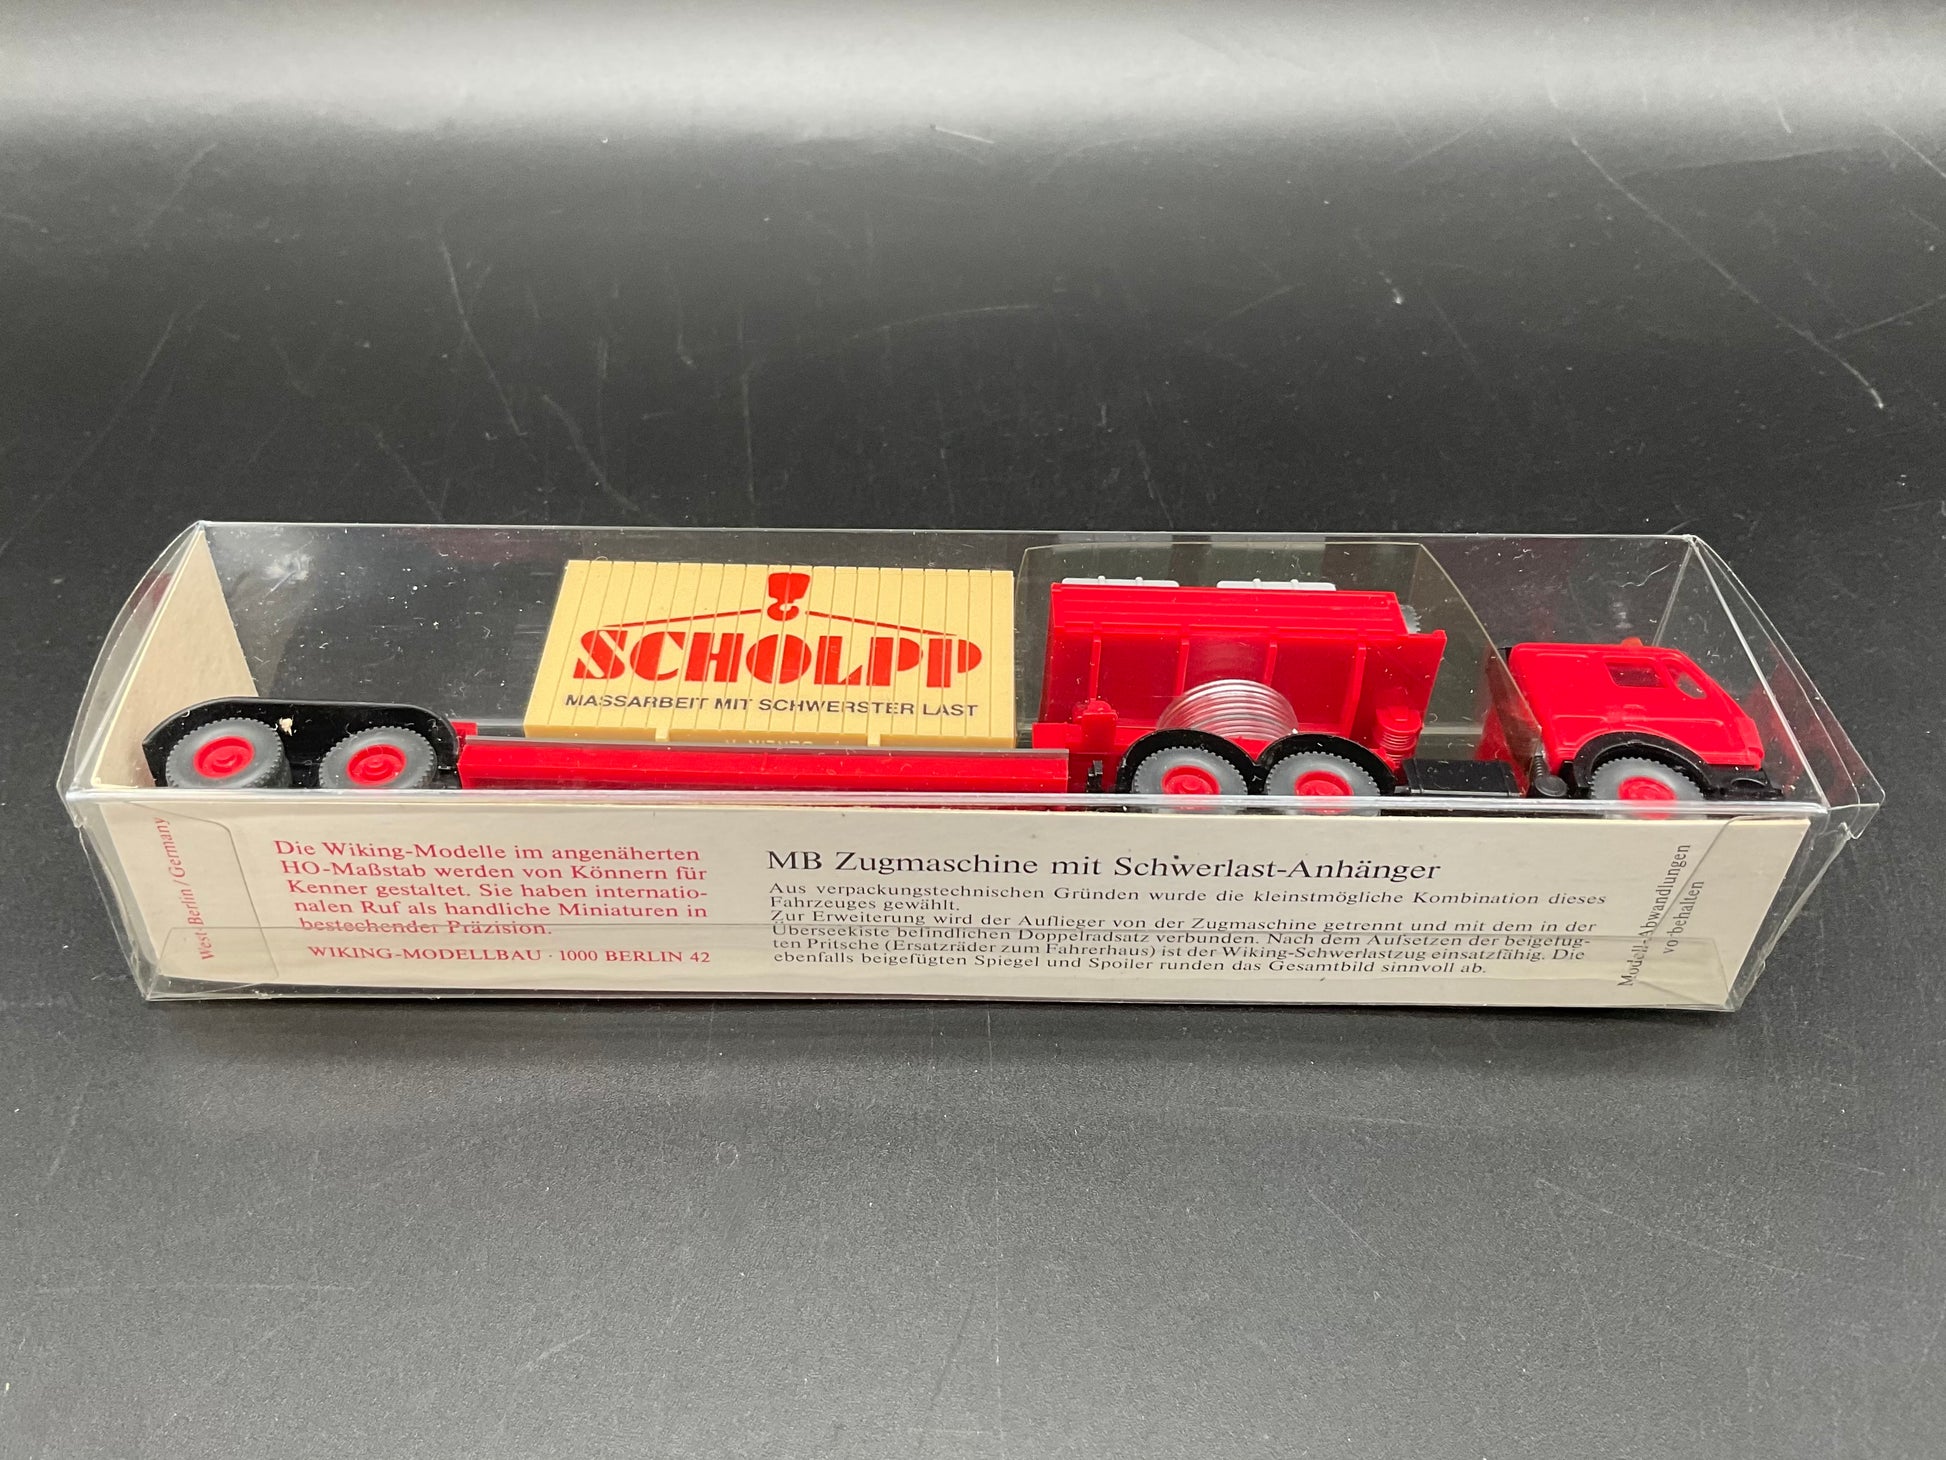 SCHOLPP
MASSARBEIT MIT SCHWERSTER LAST
West-Berlin/Germany
Die Wiking-Modelle im angenäherten
HO-Maßstab werden von Könnern für
Kenner gestaltet. Sie haben internatio-
nalen Ruf als handliche Miniaturen in
bestechender Präzision.
WIKING-MODELLBAU · 1000 BERLIN 42
MB Zugmaschine mit Schwerlast-Anhänger
Aus verpackungstechnischen Gründen wurde die kleinstmögliche Kombination dieses
Fahrzeuges gewählt.
Zur Erweiterung wird der Auflieger von der Zugmaschine getrennt und mit dem in der
Überseekiste befindlichen Doppelradsatz verbunden. Nach dem Aufsetzen der beigefüg-
ten Pritsche (Ersatzräder zum Fahrerhaus) ist der Wiking-Schwerlastzug einsatzfähig. Die
ebenfalls beigefügten Spiegel und Spoiler runden das Gesamtbild sinnvoll ab.
Modell-Abwandlungen
vorbehalten